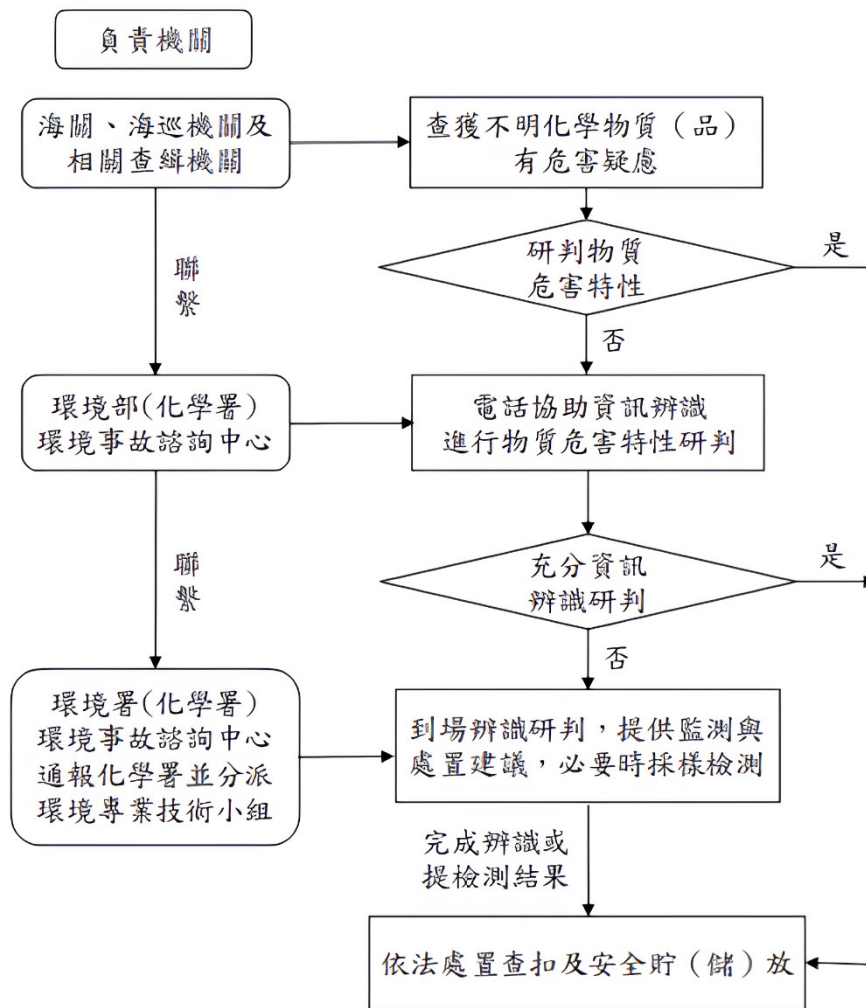 負責機關
海關、海巡機關及
相關查緝機關
查獲不明化學物質（品）
有危害疑慮
研判物質
危害特性
是
聯
繫
否
環境部(化學署)
環境事故諮詢中心
電話協助資訊辨識
進行物質危害特性研判
聯
繫
充分資訊
辨識研判
是
否
環境署(化學署)
環境事故諮詢中心
通報化學署並分派
環境專業技術小組
到場辨識研判，提供監測與
處置建議，必要時採樣檢測
完成辨識或
提檢測結果
依法處置查扣及安全貯（儲）放